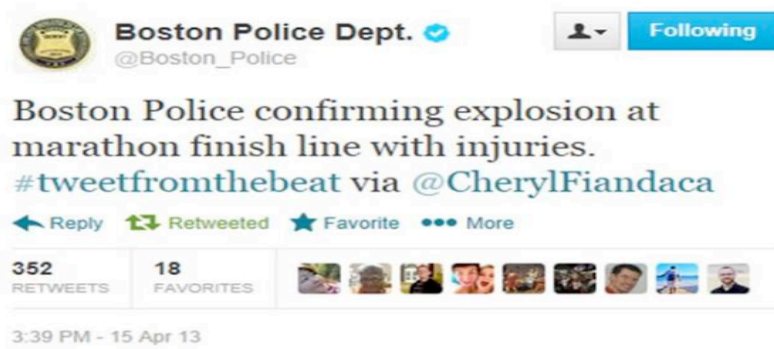 Boston Police Dept.
Following
@Boston_Police
Boston Police confirming explosion at
marathon finish line with injuries.
#tweetfromthebeat via @CherylFiandaca
Reply Retweeted Favorite More
352 18
RETWEETS FAVORITES
3:39 PM - 15 Apr 13